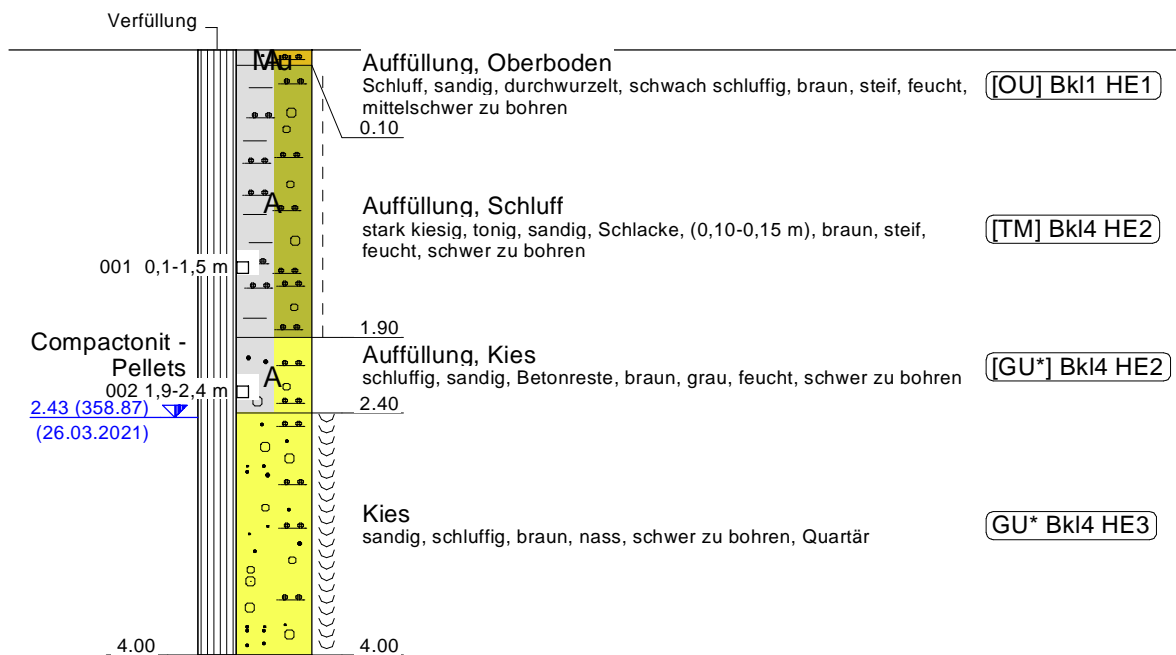 Verfüllung
Mu
A
Auffüllung, Oberboden
Schluff, sandig, durchwurzelt, schwach schluffig, braun, steif, feucht,
mittelschwer zu bohren
0.10
[OU] Bkl1 HE1
A
Auffüllung, Schluff
stark kiesig, tonig, sandig, Schlacke, (0,10-0,15 m), braun, steif,
feucht, schwer zu bohren
[TM] Bkl4 HE2
001 0,1-1,5 m
1.90
Compactonit -
Pellets
A
Auffüllung, Kies
schluffig, sandig, Betonreste, braun, grau, feucht, schwer zu bohren
[GU*] Bkl4 HE2
002 1,9-2,4 m
2.40
2.43 (358.87)
(26.03.2021)
Kies
sandig, schluffig, braun, nass, schwer zu bohren, Quartär
GU* Bkl4 HE3
4.00
4.00